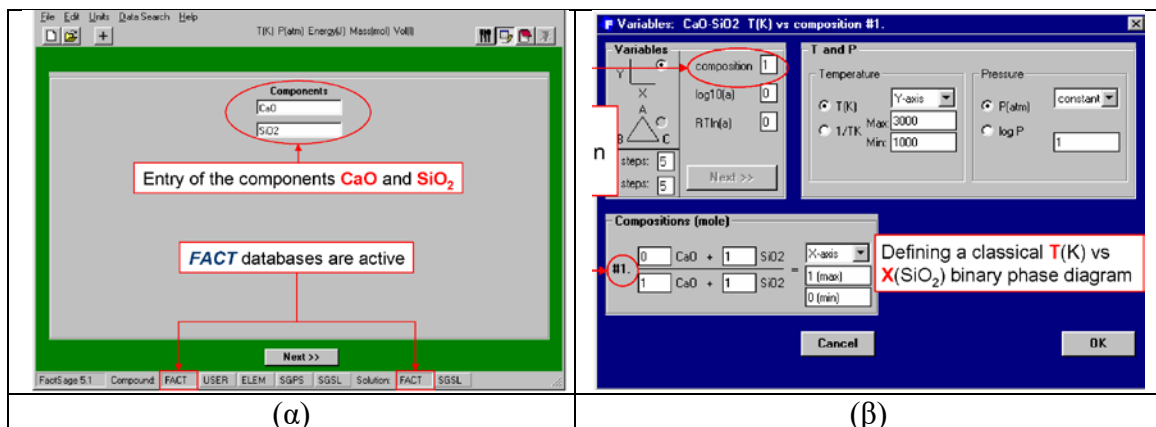 File Edit Units Data Search Help
T(K) P(atm) Energy(J) Mass(mol) Vol(l)
Components
CaO
SiO2
Entry of the components CaO and SiO₂
FACT databases are active
Next >>
FactSage 5.1 Compound: FACT USER ELEM SGPS SGSL Solution: FACT SGSL
(α)
F Variables: CaO-SiO2 T(K) vs composition #1.
Variables
Y
X
A
B C
composition 1
log10(a) 0
RTln(a) 0
steps: 5
steps: 5
Next >>
n
T and P
Temperature
T(K)
1/TK
Y-axis
Max: 3000
Min: 1000
Pressure
P(atm)
log P
constant
1
Compositions (mole)
#1.
0 CaO + 1 SiO2
1 CaO + 1 SiO2
=
X-axis
1 (max)
0 (min)
Defining a classical T(K) vs
X(SiO₂) binary phase diagram
Cancel
OK
(β)